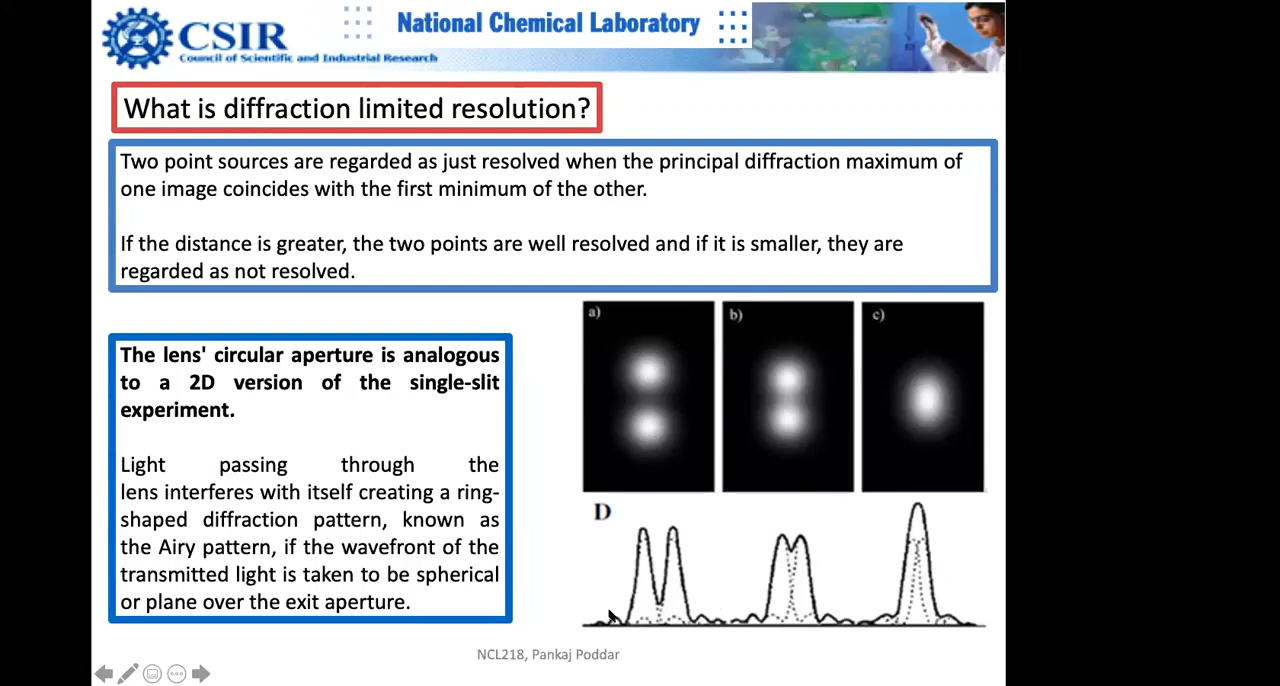 CSIR
Council of Scientific and Industrial Research
National Chemical Laboratory
What is diffraction limited resolution?
Two point sources are regarded as just resolved when the principal diffraction maximum of
one image coincides with the first minimum of the other.
If the distance is greater, the two points are well resolved and if it is smaller, they are
regarded as not resolved.
The lens' circular aperture is analogous
to a 2D version of the single-slit
experiment.
Light passing through the
lens interferes with itself creating a ring-
shaped diffraction pattern, known as
the Airy pattern, if the wavefront of the
transmitted light is taken to be spherical
or plane over the exit aperture.
a)
b)
c)
D
NCL218, Pankaj Poddar